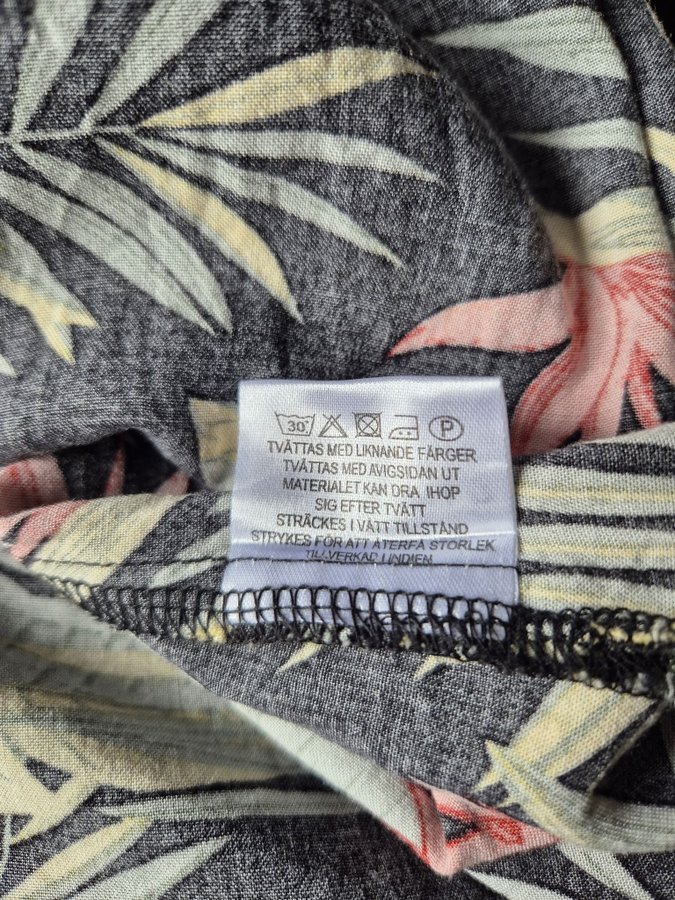 30° P
TVÄTTAS MED LIKNANDE FÄRGER
TVÄTTAS MED AVIGSIDAN UT
MATERIALET KAN DRA IHOP
SIG EFTER TVÄTT
STRÄCKES I VÅTT TILLSTÅND
STRYKES FÖR ATT ÅTERFÅ STORLEK
TILLVERKAD I INDIEN